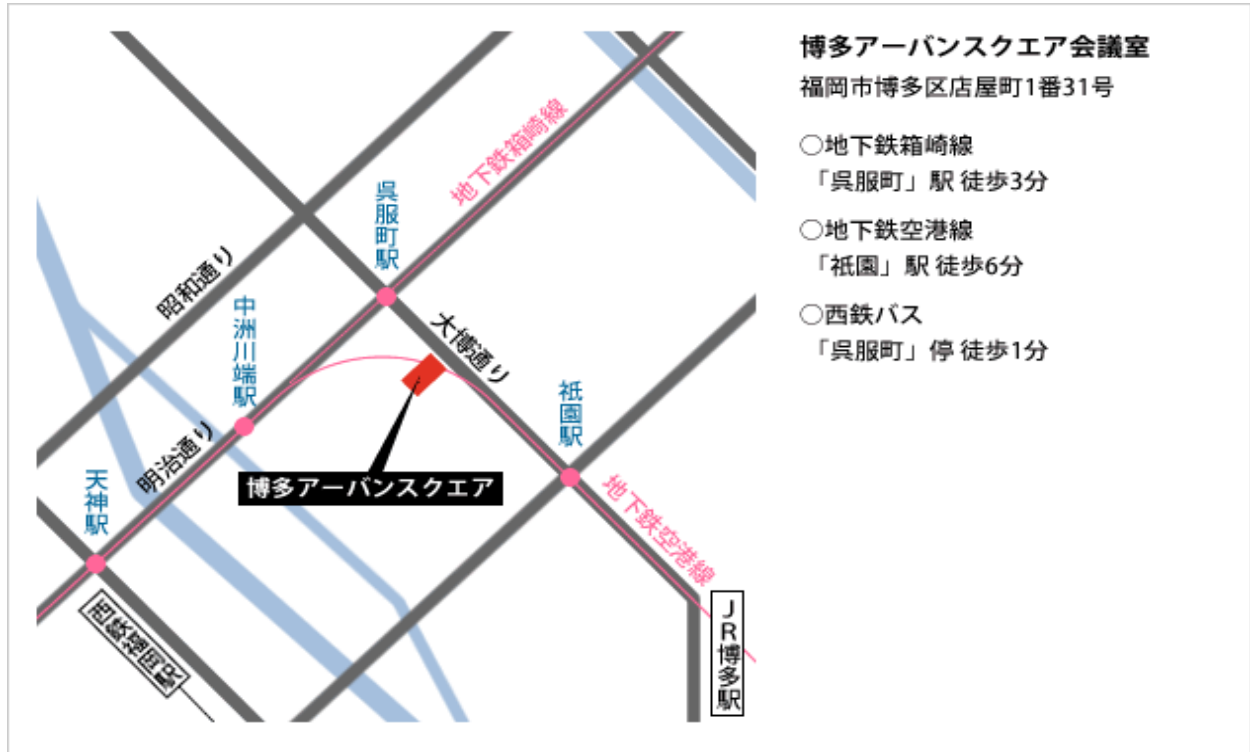 博多アーバンスクエア会議室
福岡市博多区店屋町1番31号
○地下鉄箱崎線
「呉服町」駅 徒歩3分
○地下鉄空港線
「祇園」駅 徒歩6分
○西鉄バス
「呉服町」停 徒歩1分
地下鉄箱崎線
呉服町駅
昭和通り
中洲川端駅
大博通り
祇園駅
明治通り
天神駅
博多アーバンスクエア
地下鉄空港線
西鉄福岡駅
JR博多駅